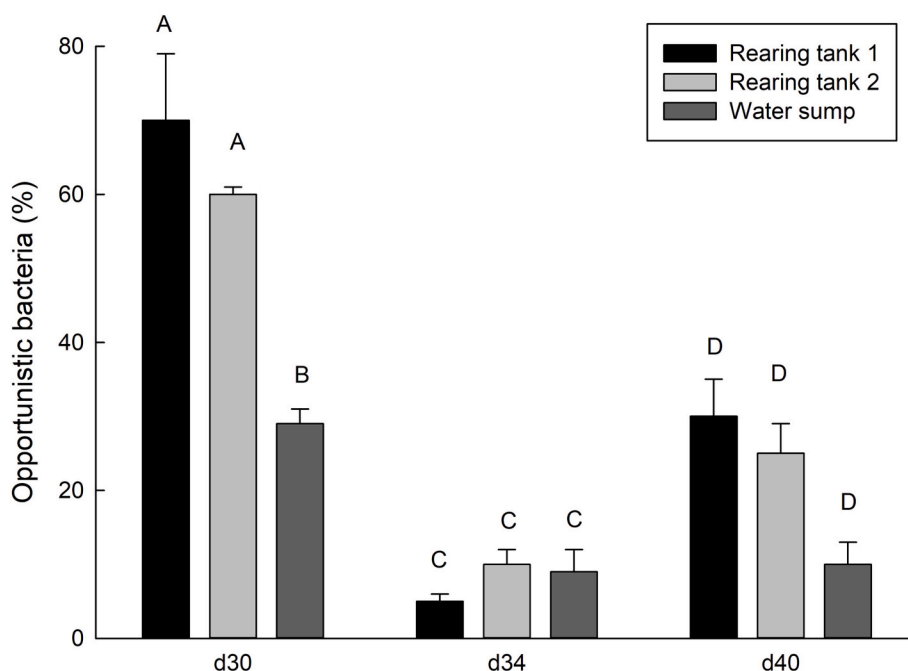 Opportunistic bacteria (%)
80
60
40
20
0
A
A
B
C
C
C
D
D
D
d30
d34
d40
Rearing tank 1
Rearing tank 2
Water sump